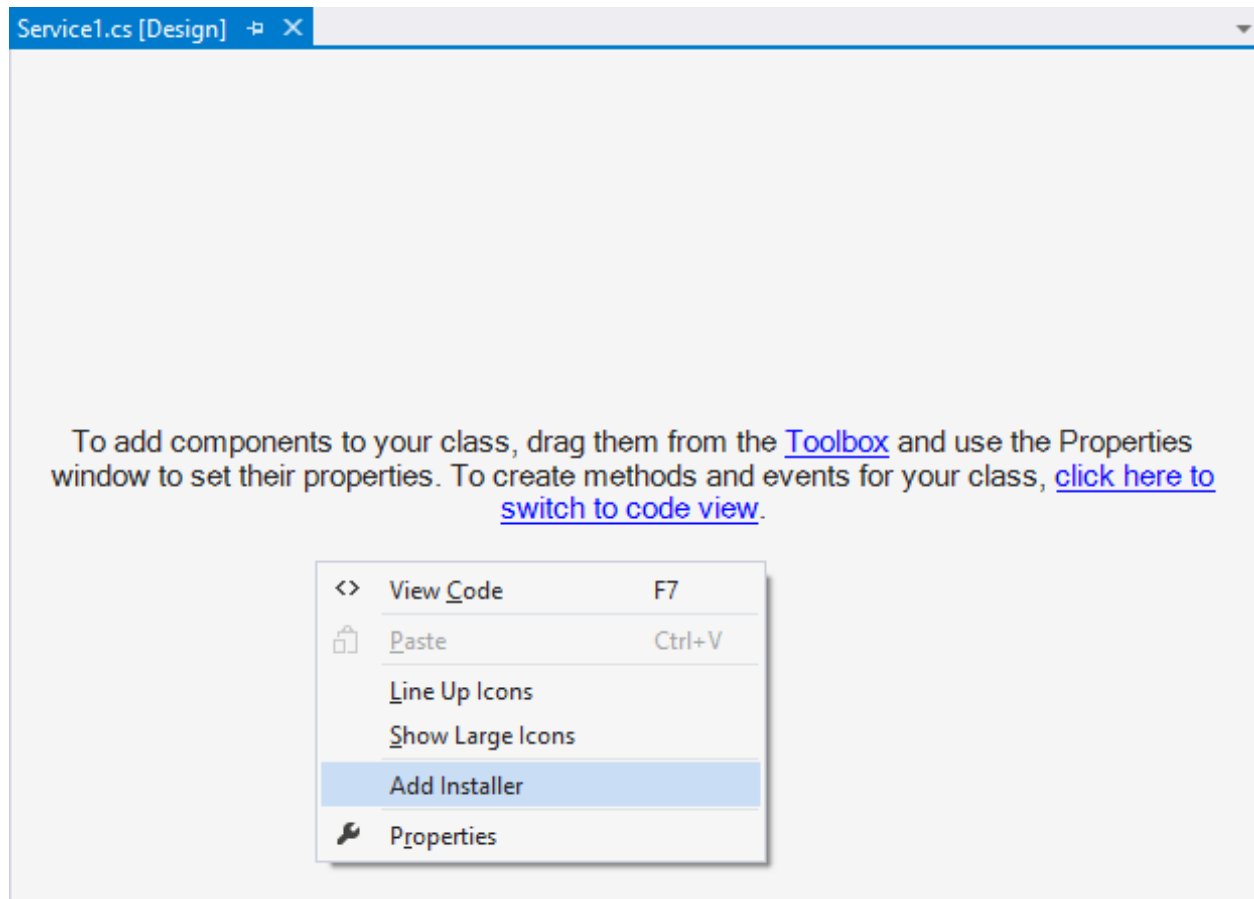 Service1.cs [Design]
To add components to your class, drag them from the Toolbox and use the Properties
window to set their properties. To create methods and events for your class, click here to
switch to code view.
View Code F7
Paste Ctrl+V
Line Up Icons
Show Large Icons
Add Installer
Properties